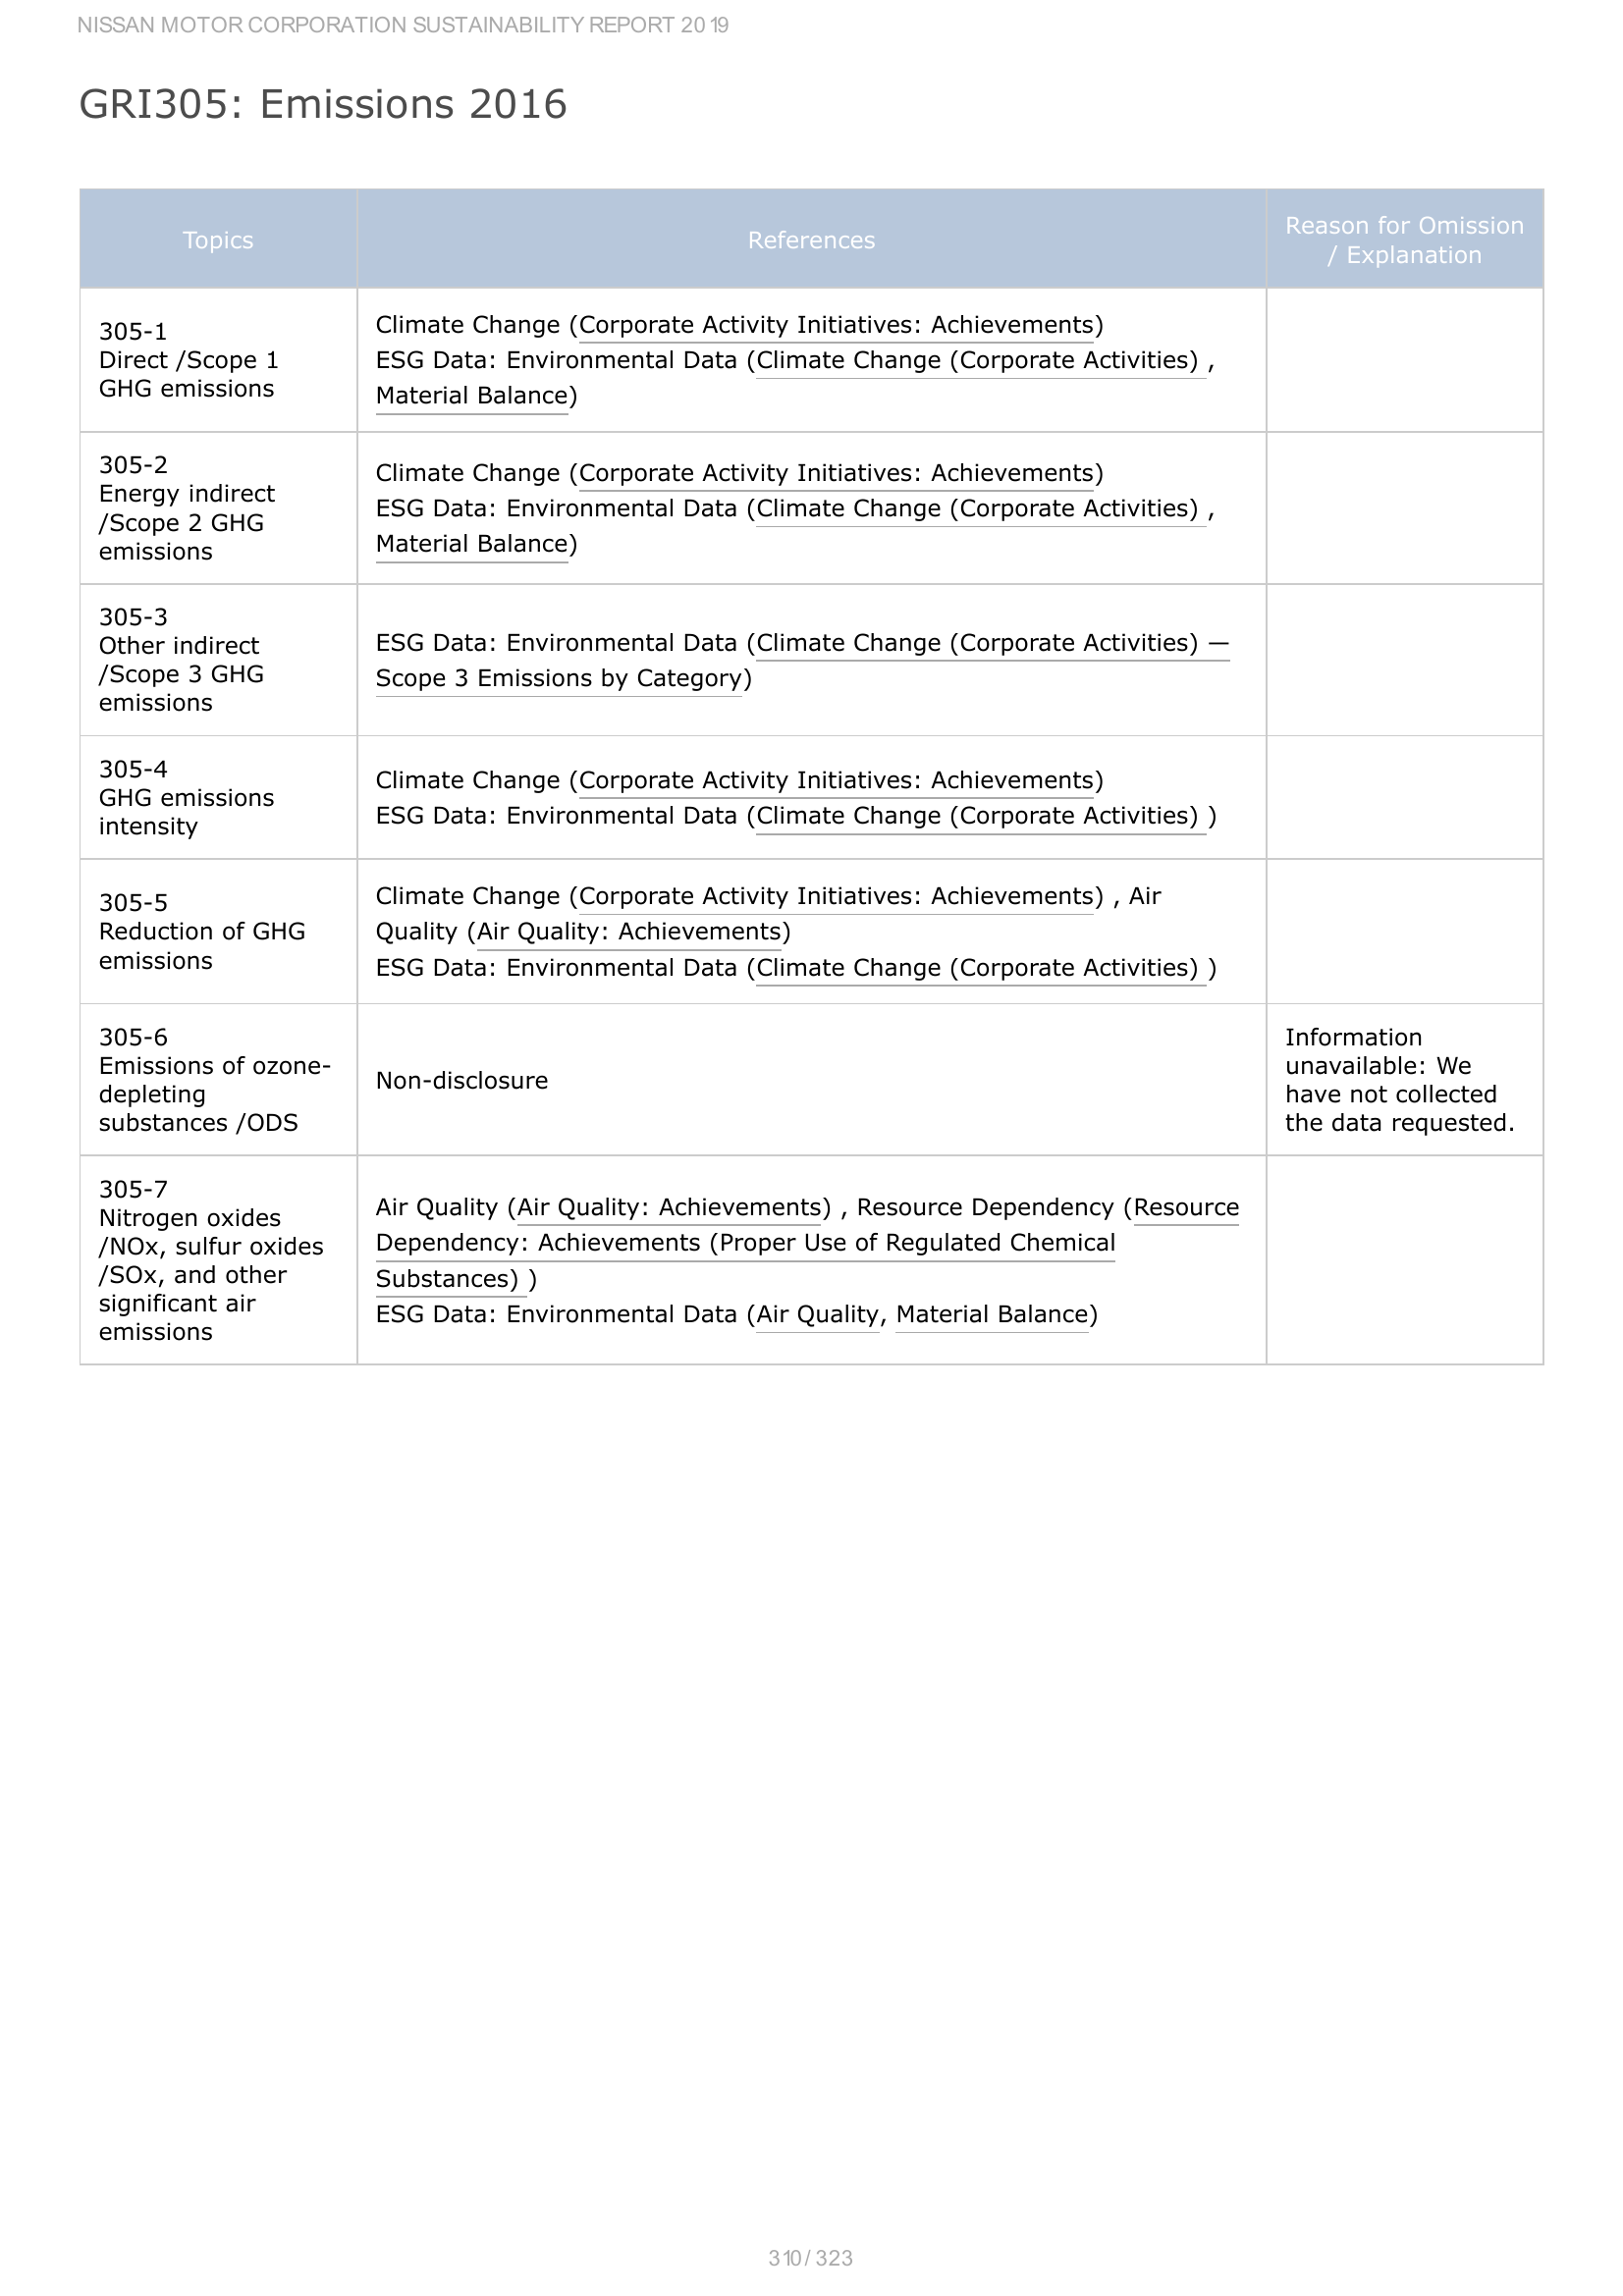 NISSAN MOTOR CORPORATION SUSTAINABILITY REPORT 2019
GRI305: Emissions 2016
Topics
References
Reason for Omission
/ Explanation
305-1
Direct /Scope 1
GHG emissions
Climate Change (Corporate Activity Initiatives: Achievements)
ESG Data: Environmental Data (Climate Change (Corporate Activities) ,
Material Balance)
305-2
Energy indirect
/Scope 2 GHG
emissions
Climate Change (Corporate Activity Initiatives: Achievements)
ESG Data: Environmental Data (Climate Change (Corporate Activities) ,
Material Balance)
305-3
Other indirect
/Scope 3 GHG
emissions
ESG Data: Environmental Data (Climate Change (Corporate Activities) —
Scope 3 Emissions by Category)
305-4
GHG emissions
intensity
Climate Change (Corporate Activity Initiatives: Achievements)
ESG Data: Environmental Data (Climate Change (Corporate Activities) )
305-5
Reduction of GHG
emissions
Climate Change (Corporate Activity Initiatives: Achievements) , Air
Quality (Air Quality: Achievements)
ESG Data: Environmental Data (Climate Change (Corporate Activities) )
305-6
Emissions of ozone-
depleting
substances /ODS
Non-disclosure
Information
unavailable: We
have not collected
the data requested.
305-7
Nitrogen oxides
/NOx, sulfur oxides
/SOx, and other
significant air
emissions
Air Quality (Air Quality: Achievements) , Resource Dependency (Resource
Dependency: Achievements (Proper Use of Regulated Chemical
Substances) )
ESG Data: Environmental Data (Air Quality, Material Balance)
310/ 323